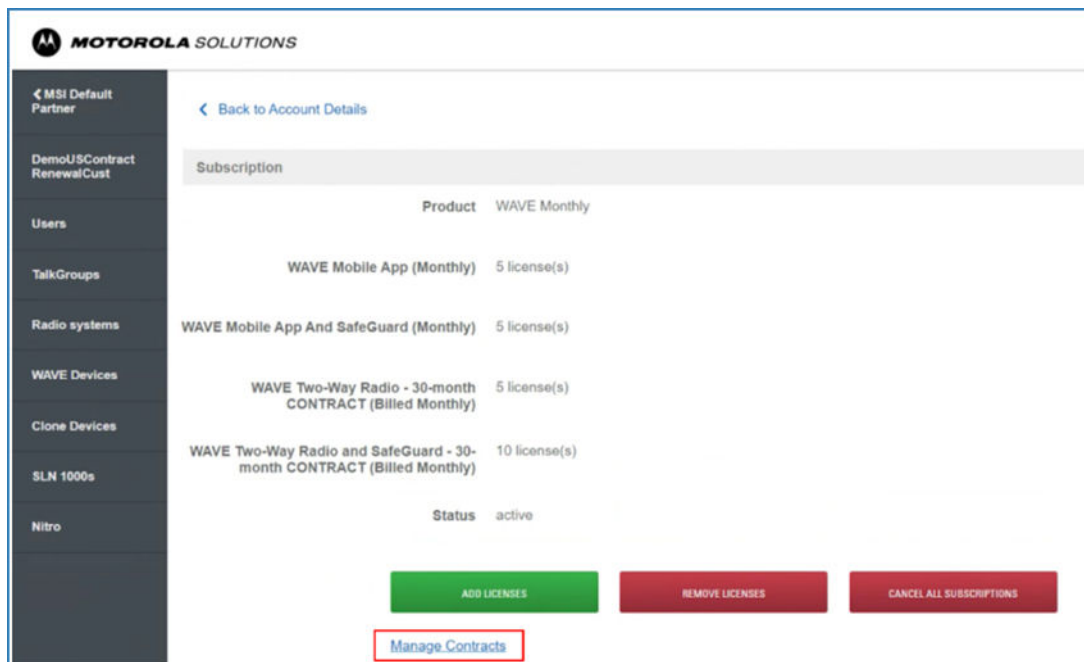 MOTOROLA SOLUTIONS
MSI Default
Partner
DemoUSContract
RenewalCust
Users
TalkGroups
Radio systems
WAVE Devices
Clone Devices
SLN 1000s
Nitro
Back to Account Details
Subscription
Product WAVE Monthly
WAVE Mobile App (Monthly) 5 license(s)
WAVE Mobile App And SafeGuard (Monthly) 5 license(s)
WAVE Two-Way Radio - 30-month 5 license(s)
CONTRACT (Billed Monthly)
WAVE Two-Way Radio and SafeGuard - 30- 10 license(s)
month CONTRACT (Billed Monthly)
Status active
ADD LICENSES REMOVE LICENSES CANCEL ALL SUBSCRIPTIONS
Manage Contracts